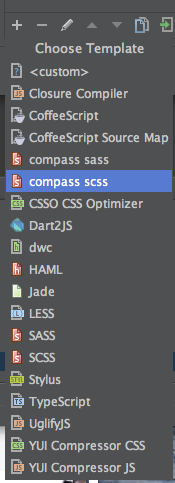 Choose Template
<custom>
Closure Compiler
CoffeeScript
CoffeeScript Source Map
compass sass
compass scss
CSSO CSS Optimizer
Dart2JS
dwc
HAML
Jade
LESS
SASS
SCSS
Stylus
TypeScript
UglifyJS
YUI Compressor CSS
YUI Compressor JS